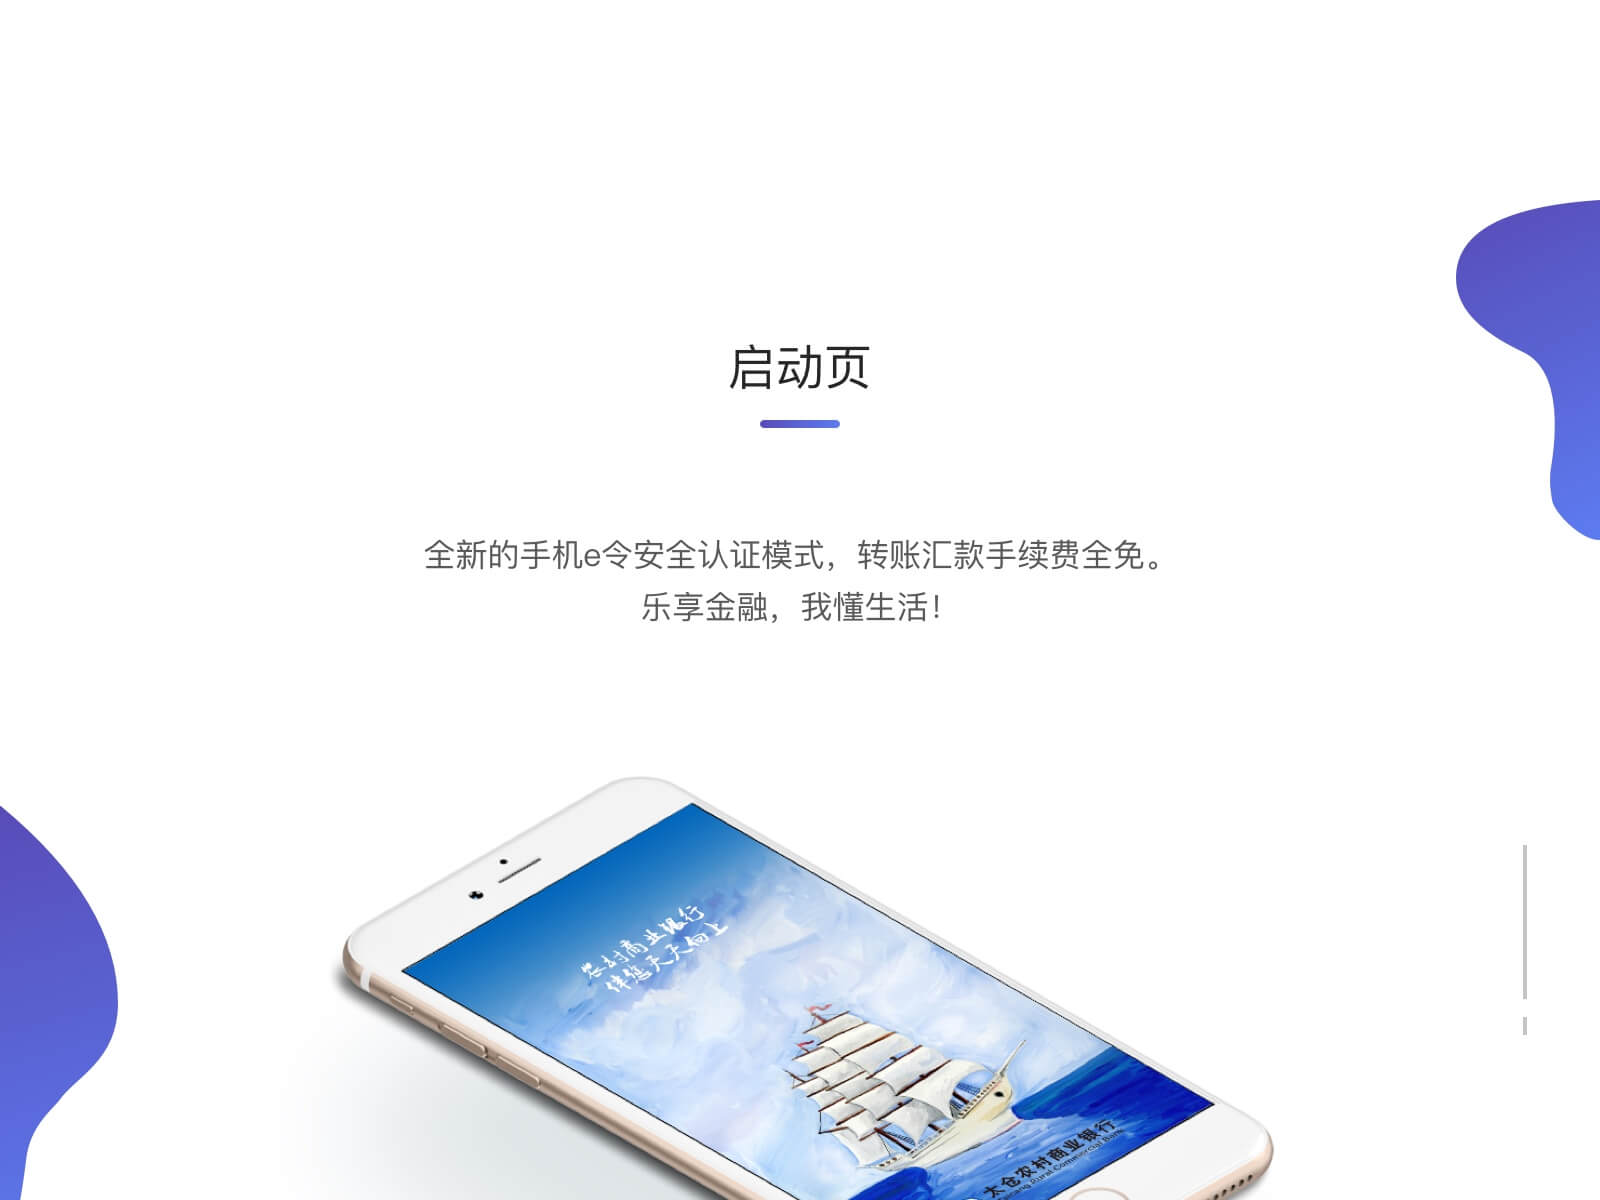 启动页
全新的手机e令安全认证模式，转账汇款手续费全免。
乐享金融，我懂生活！
农村商业银行
伴您天天向上
太仓农村商业银行
Rural Commercial Bank